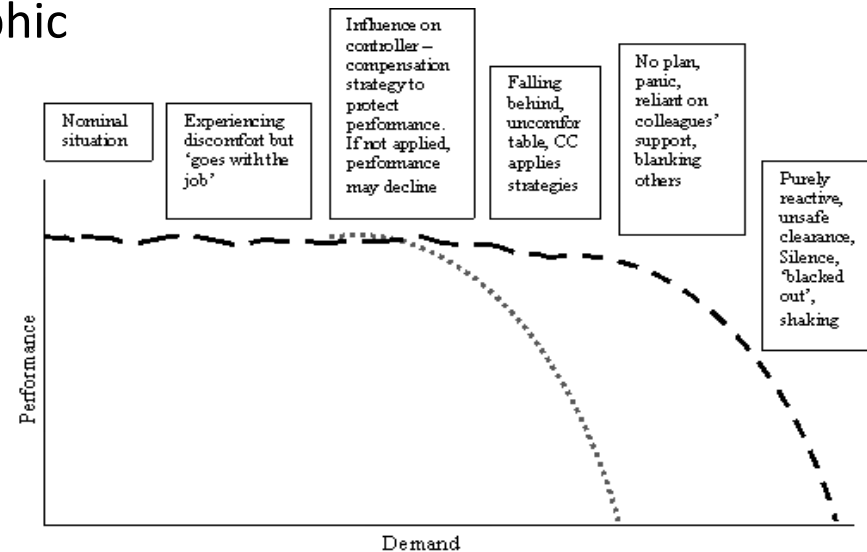 phic
Nominal
situation
Experiencing
discomfort but
‘goes with the
job’
Influence on
controller –
compensation
strategy to
protect
performance.
If not applied,
performance
may decline
Falling
behind,
uncomfor
table, CC
applies
strategies
No plan,
panic,
reliant on
colleagues’
support,
blanking
others
Purely
reactive,
unsafe
clearance,
Silence,
‘blacked
out’,
shaking
Performance
Demand